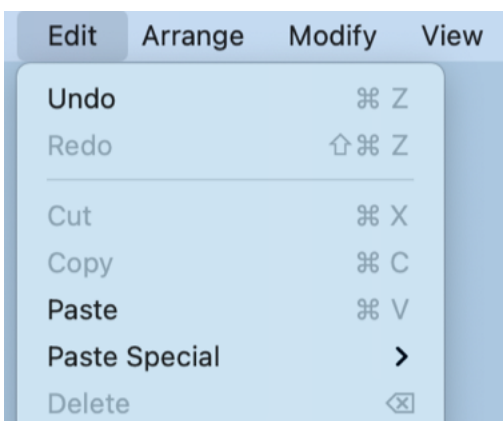 Edit Arrange Modify View
Undo ⌘ Z
Redo ⇧⌘ Z
Cut ⌘ X
Copy ⌘ C
Paste ⌘ V
Paste Special
Delete ⌫